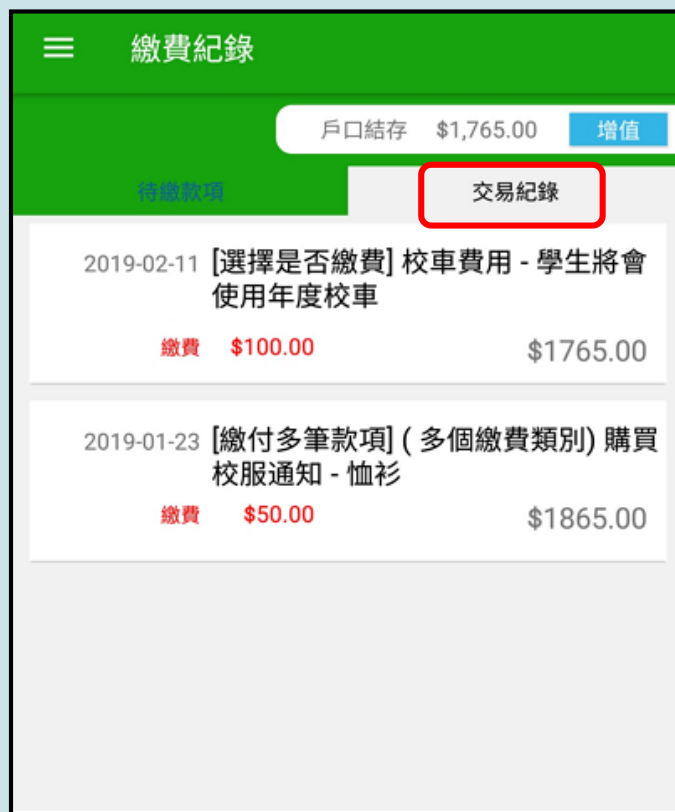 繳費紀錄
戶口結存 $1,765.00 增值
待繳款項 交易紀錄
2019-02-11 [選擇是否繳費] 校車費用 - 學生將會
使用年度校車
繳費 $100.00 $1765.00
2019-01-23 [繳付多筆款項] ( 多個繳費類別) 購買
校服通知 - 恤衫
繳費 $50.00 $1865.00